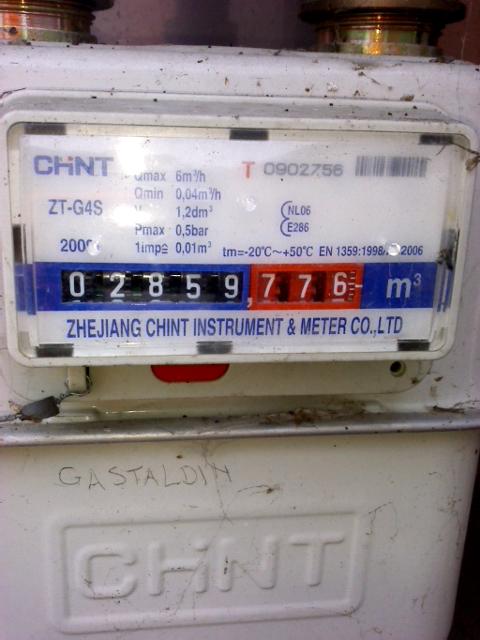 CHNT
T 0902756
Qmax 6m³/h
Qmin 0,04m³/h
ZT-G4S
V 1,2dm³
NL06
Pmax 0,5bar
E286
1imp≙ 0,01m³
tm=-20°C~+50°C EN 1359:1998/ 2006
02859,776 m³
ZHEJIANG CHINT INSTRUMENT & METER CO.,LTD
GASTALDIN
CHNT